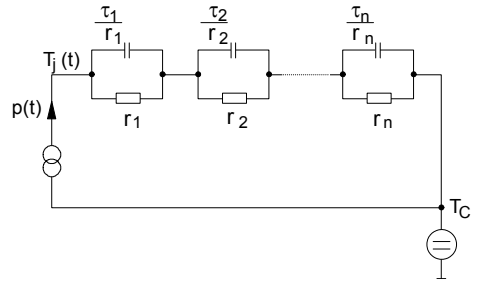 τ1 τ2 τn
r1 r2 rn
Tj (t)
p(t)
r1 r2 rn
TC